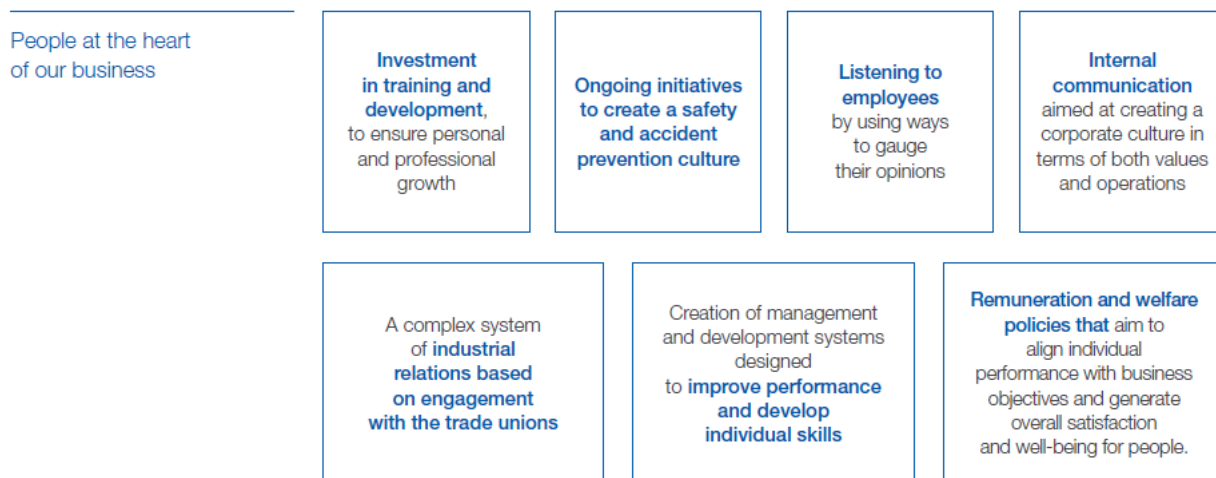 People at the heart
of our business
Investment
in training and
development,
to ensure personal
and professional
growth
Ongoing initiatives
to create a safety
and accident
prevention culture
Listening to
employees
by using ways
to gauge
their opinions
Internal
communication
aimed at creating a
corporate culture in
terms of both values
and operations
A complex system
of industrial
relations based
on engagement
with the trade unions
Creation of management
and development systems
designed
to improve performance
and develop
individual skills
Remuneration and welfare
policies that aim to
align individual
performance with business
objectives and generate
overall satisfaction
and well-being for people.